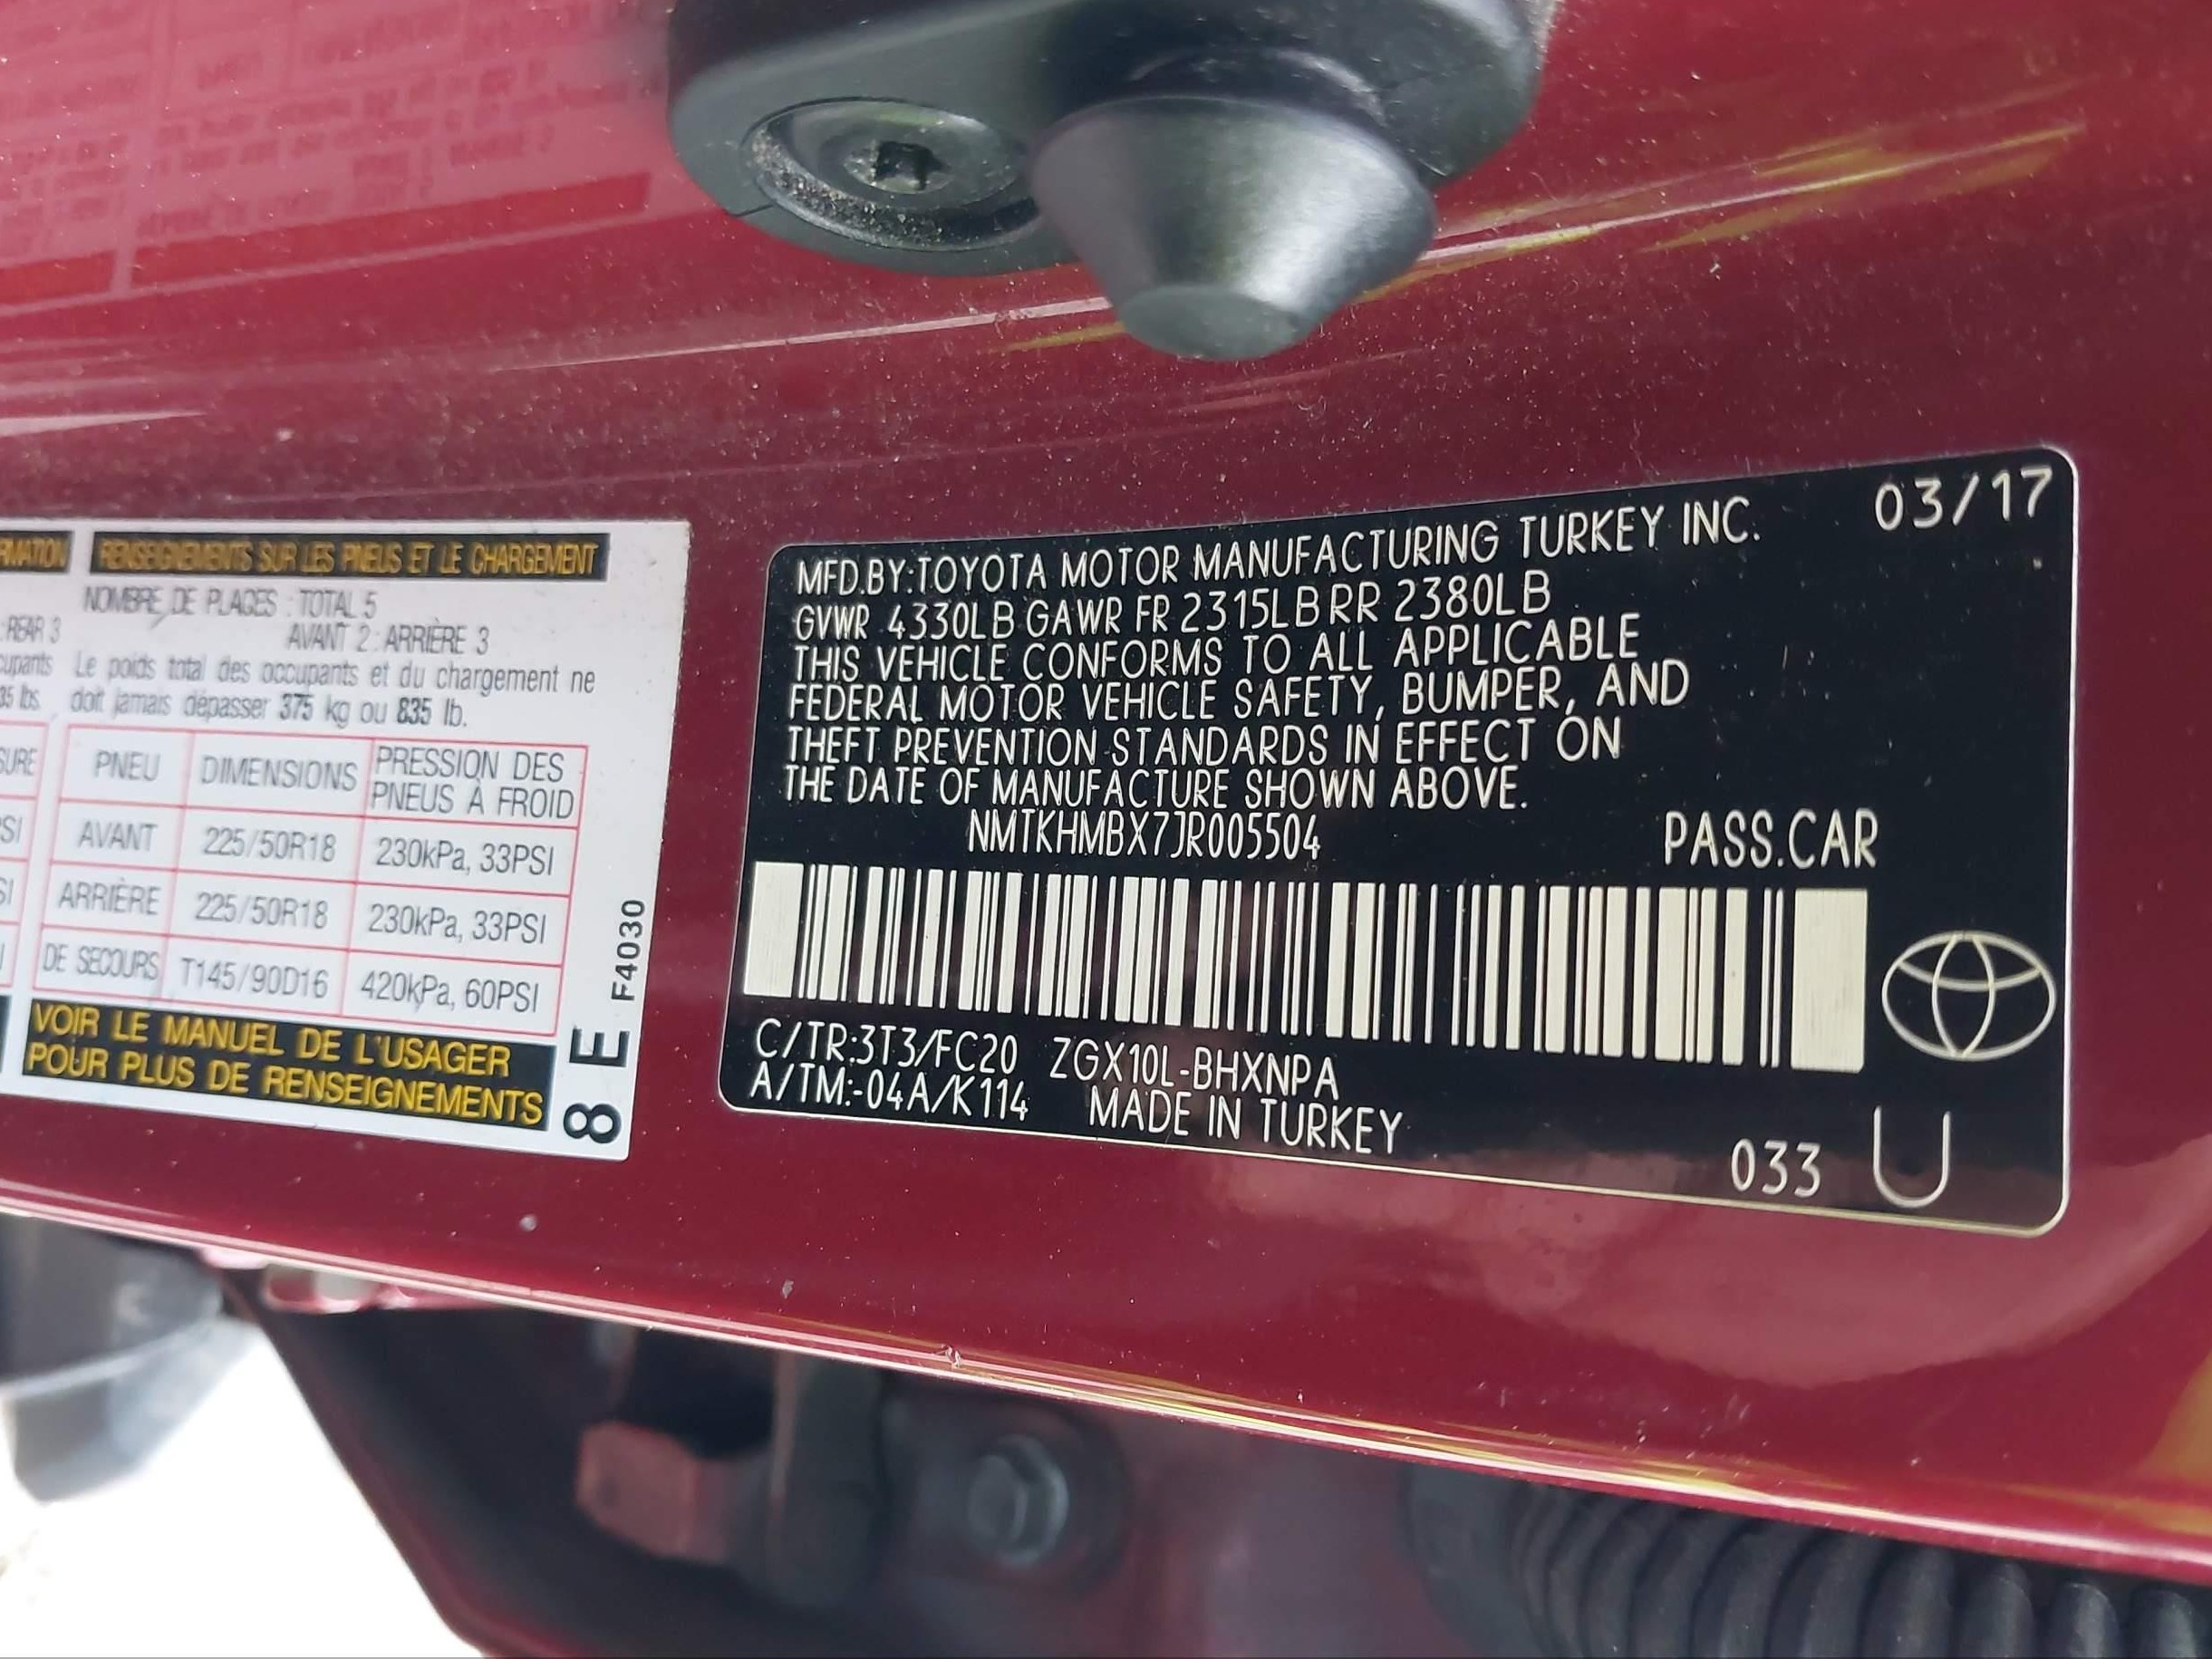 RENSEIGNEMENTS SUR LES PNEUS ET LE CHARGEMENT
NOMBRE DE PLACES : TOTAL 5
: REAR 3
AVANT 2 : ARRIÈRE 3
Le poids total des occupants et du chargement ne
lbs.
doit jamais dépasser 375 kg ou 835 lb.
PNEU DIMENSIONS PRESSION DES PNEUS À FROID
AVANT 225/50R18 230kPa, 33PSI
ARRIÈRE 225/50R18 230kPa, 33PSI
DE SECOURS T145/90D16 420kPa, 60PSI
VOIR LE MANUEL DE L'USAGER
POUR PLUS DE RENSEIGNEMENTS
8 E F4030
03/17
MFD.BY:TOYOTA MOTOR MANUFACTURING TURKEY INC.
GVWR 4330LB GAWR FR 2315LB RR 2380LB
THIS VEHICLE CONFORMS TO ALL APPLICABLE
FEDERAL MOTOR VEHICLE SAFETY, BUMPER, AND
THEFT PREVENTION STANDARDS IN EFFECT ON
THE DATE OF MANUFACTURE SHOWN ABOVE.
NMTKHMBX7JR005504 PASS.CAR
C/TR:3T3/FC20 ZGX10L-BHXNPA
A/TM:-04A/K114 MADE IN TURKEY
033 U